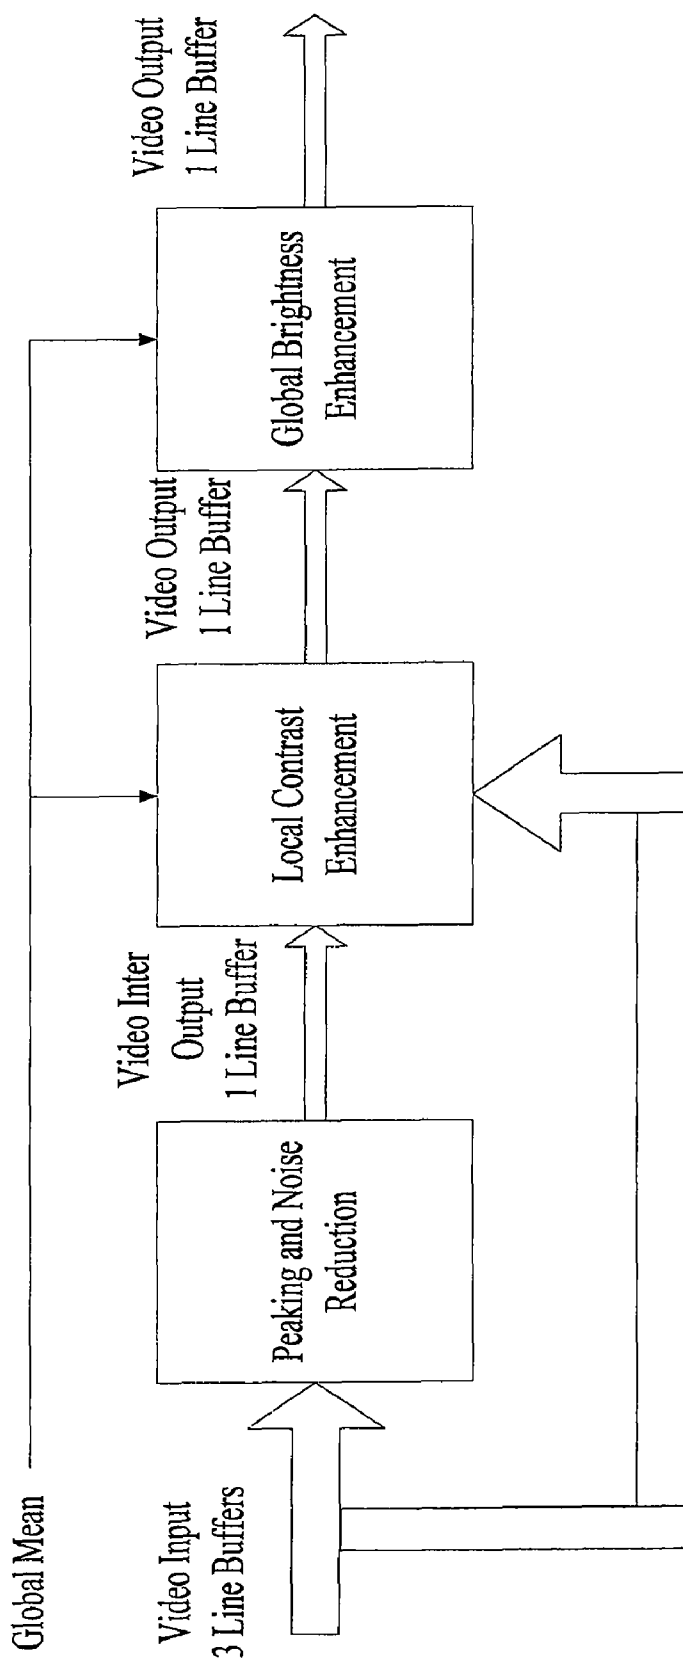 Global Mean
Video Input
3 Line Buffers
Peaking and Noise
Reduction
Video Inter
Output
1 Line Buffer
Local Contrast
Enhancement
Video Output
1 Line Buffer
Global Brightness
Enhancement
Video Output
1 Line Buffer